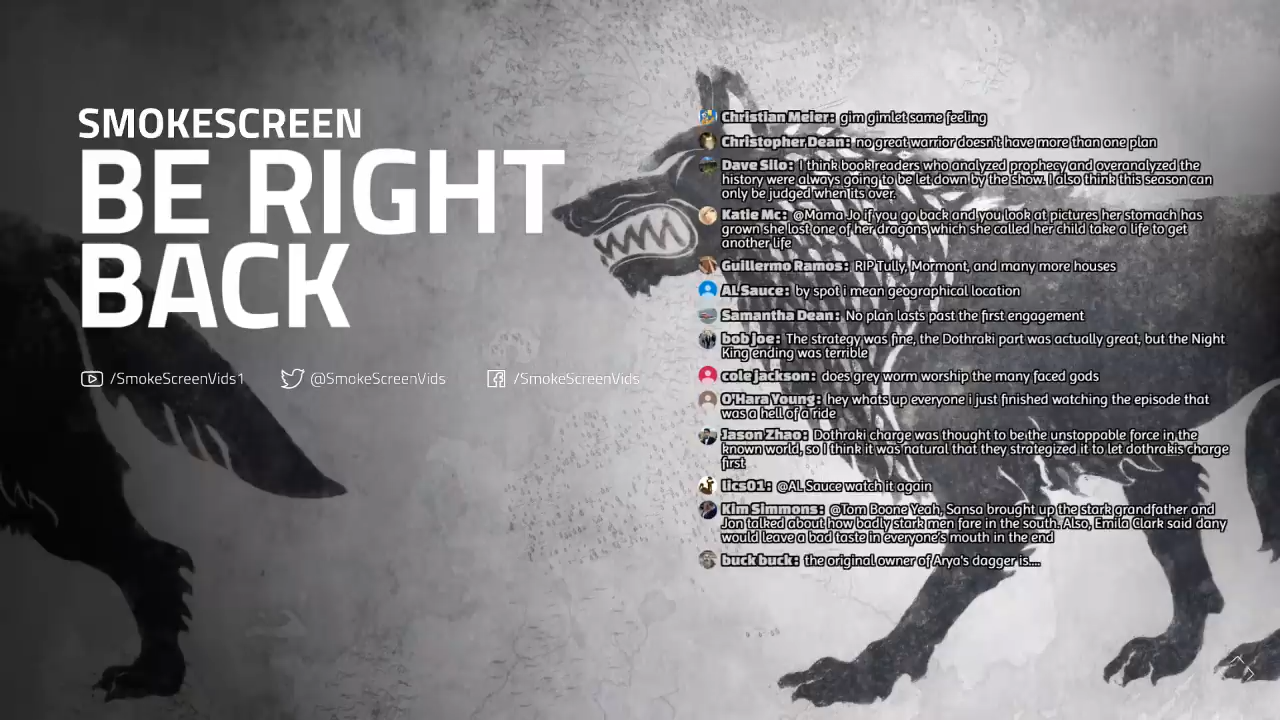 SMOKESCREEN
BE RIGHT
BACK
/SmokeScreenVids1 @SmokeScreenVids /SmokeScreenVids
Christian Meier: gim gimlet same feeling
Christopher Dean: no great warrior doesn't have more than one plan
Dave Silo: I think book readers who analyzed prophecy and overanalyzed the
history were always going to be let down by the show. I also think this season can
only be judged when its over.
Katie Mc: @Mama Jo if you go back and you look at pictures her stomach has
grown she lost one of her dragons which she called her child take a life to get
another life
Guillermo Ramos: RIP Tully, Mormont, and many more houses
AL Sauce: by spot i mean geographical location
Samantha Dean: No plan lasts past the first engagement
bob joe: The strategy was fine, the Dothraki part was actually great, but the Night
King ending was terrible
cole jackson: does grey worm worship the many faced gods
O'Hara Young: hey whats up everyone i just finished watching the episode that
was a hell of a ride
Jason Zhao: Dothraki charge was thought to be the unstoppable force in the
known world, so I think it was natural that they strategized it to let dothrakis charge
first
lics01: @AL Sauce watch it again
Kim Simmons: @Tom Boone Yeah, Sansa brought up the stark grandfather and
Jon talked about how badly stark men fare in the south. Also, Emila Clark said dany
would leave a bad taste in everyone's mouth in the end
buck buck: the original owner of Arya's dagger is....